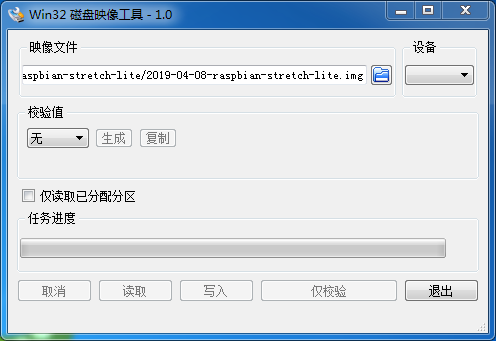 Win32 磁盘映像工具 - 1.0
映像文件
设备
aspbian-stretch-lite/2019-04-08-raspbian-stretch-lite.img
校验值
无
生成
复制
仅读取已分配分区
任务进度
取消
读取
写入
仅校验
退出